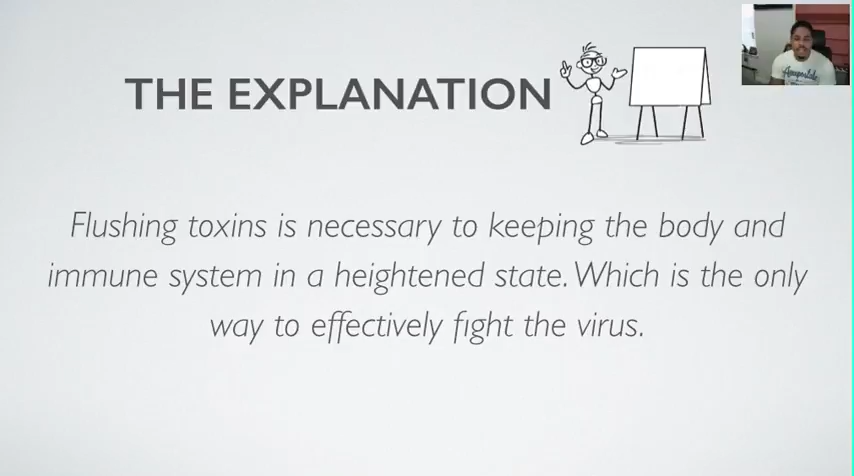 THE EXPLANATION
Flushing toxins is necessary to keeping the body and
immune system in a heightened state. Which is the only
way to effectively fight the virus.